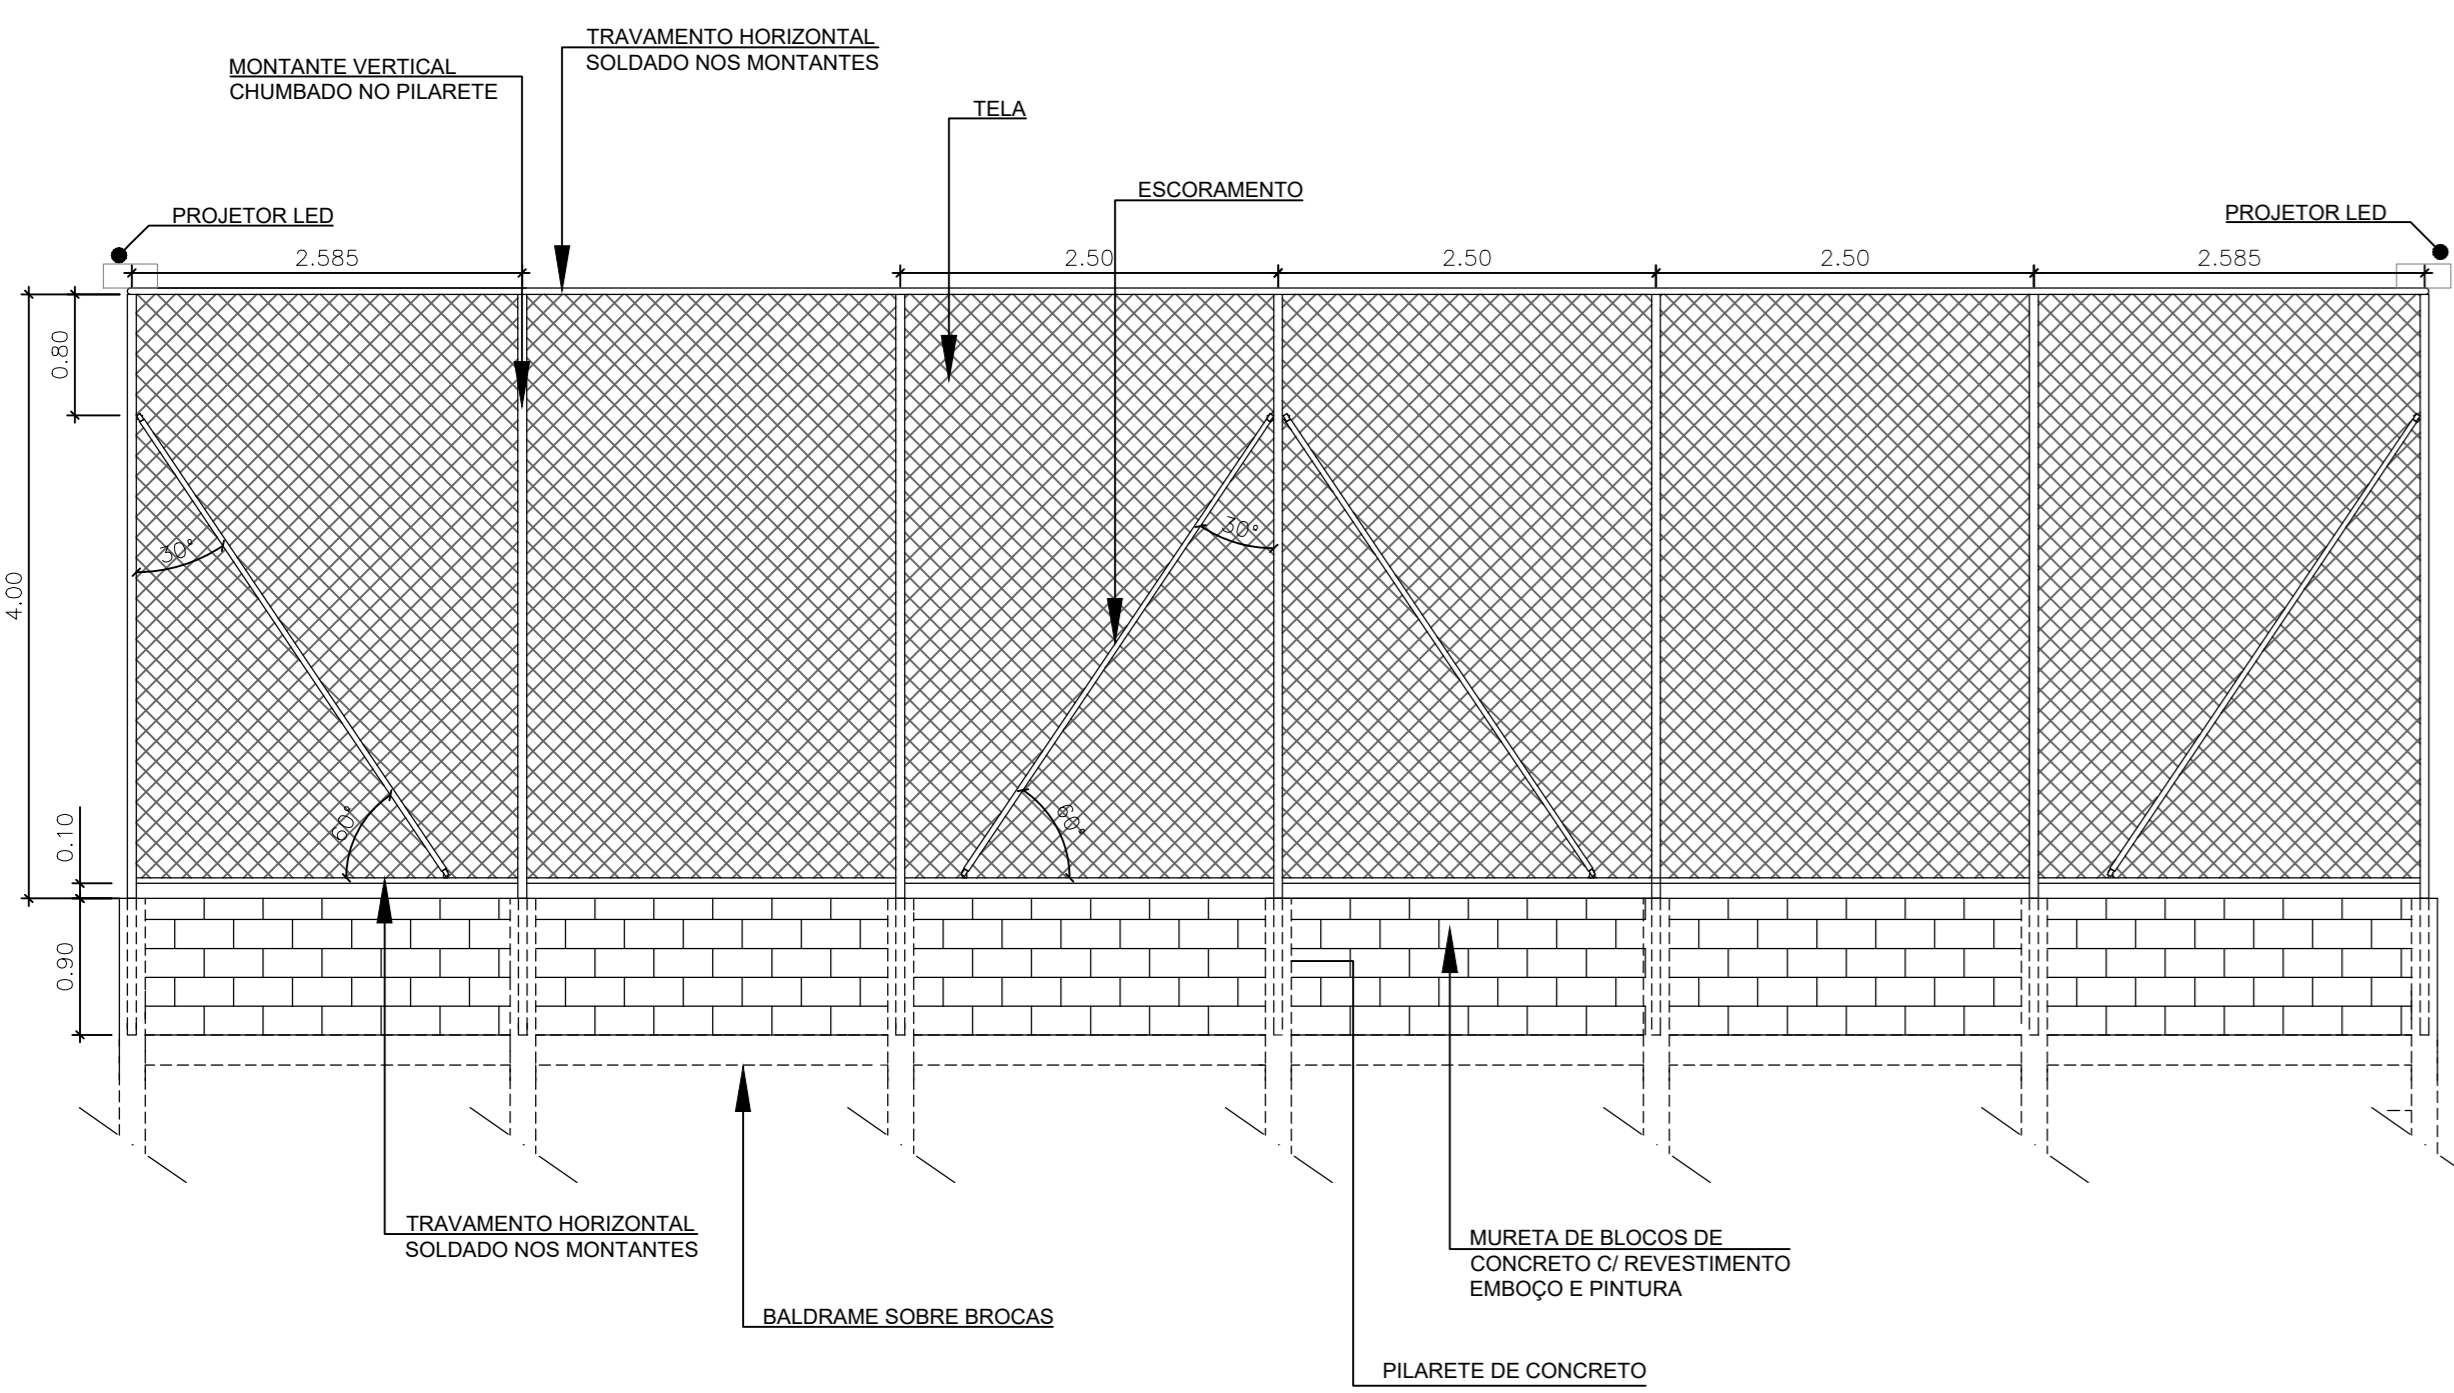 TRAVAMENTO HORIZONTAL
SOLDADO NOS MONTANTES
MONTANTE VERTICAL
CHUMBADO NO PILARETE
TELA
ESCORAMENTO
PROJETOR LED
PROJETOR LED
2.585
2.50
2.50
2.50
2.585
0.80
30°
30°
4.00
0.10
60°
60°
0.90
TRAVAMENTO HORIZONTAL
SOLDADO NOS MONTANTES
MURETA DE BLOCOS DE
CONCRETO C/ REVESTIMENTO
EMBOÇO E PINTURA
BALDRAME SOBRE BROCAS
PILARETE DE CONCRETO